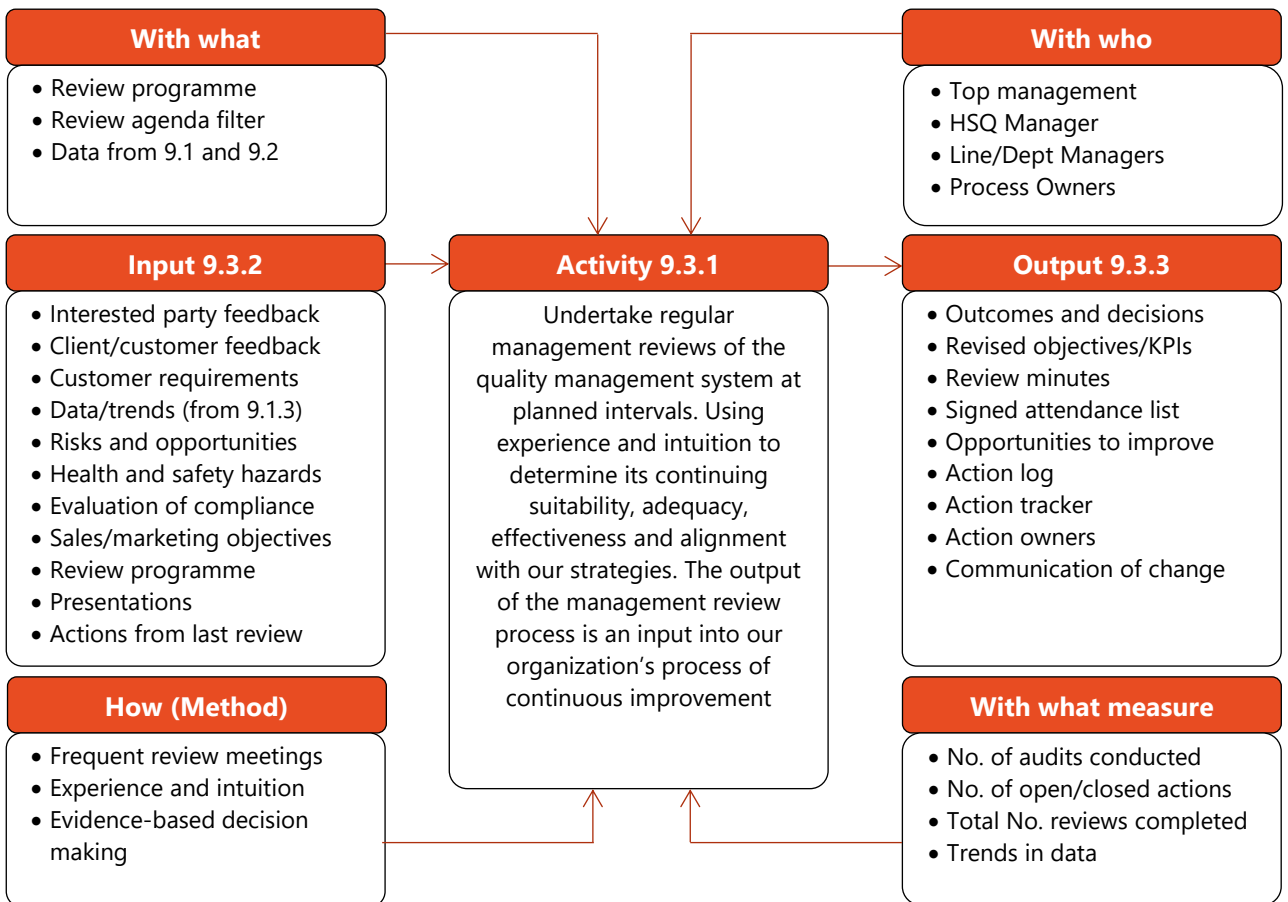 With what
• Review programme
• Review agenda filter
• Data from 9.1 and 9.2
With who
• Top management
• HSQ Manager
• Line/Dept Managers
• Process Owners
Input 9.3.2
• Interested party feedback
• Client/customer feedback
• Customer requirements
• Data/trends (from 9.1.3)
• Risks and opportunities
• Health and safety hazards
• Evaluation of compliance
• Sales/marketing objectives
• Review programme
• Presentations
• Actions from last review
Activity 9.3.1
Undertake regular
management reviews of the
quality management system at
planned intervals. Using
experience and intuition to
determine its continuing
suitability, adequacy,
effectiveness and alignment
with our strategies. The output
of the management review
process is an input into our
organization’s process of
continuous improvement
Output 9.3.3
• Outcomes and decisions
• Revised objectives/KPIs
• Review minutes
• Signed attendance list
• Opportunities to improve
• Action log
• Action tracker
• Action owners
• Communication of change
How (Method)
• Frequent review meetings
• Experience and intuition
• Evidence-based decision
making
With what measure
• No. of audits conducted
• No. of open/closed actions
• Total No. reviews completed
• Trends in data